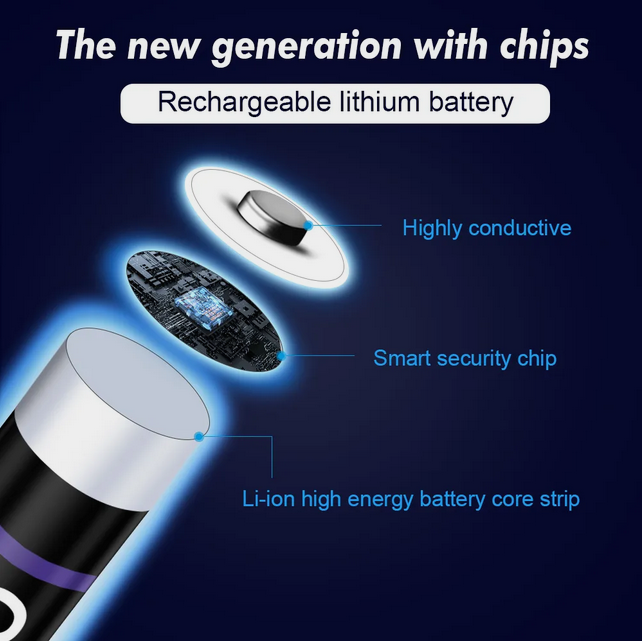 The new generation with chips
Rechargeable lithium battery
Highly conductive
Smart security chip
Li-ion high energy battery core strip